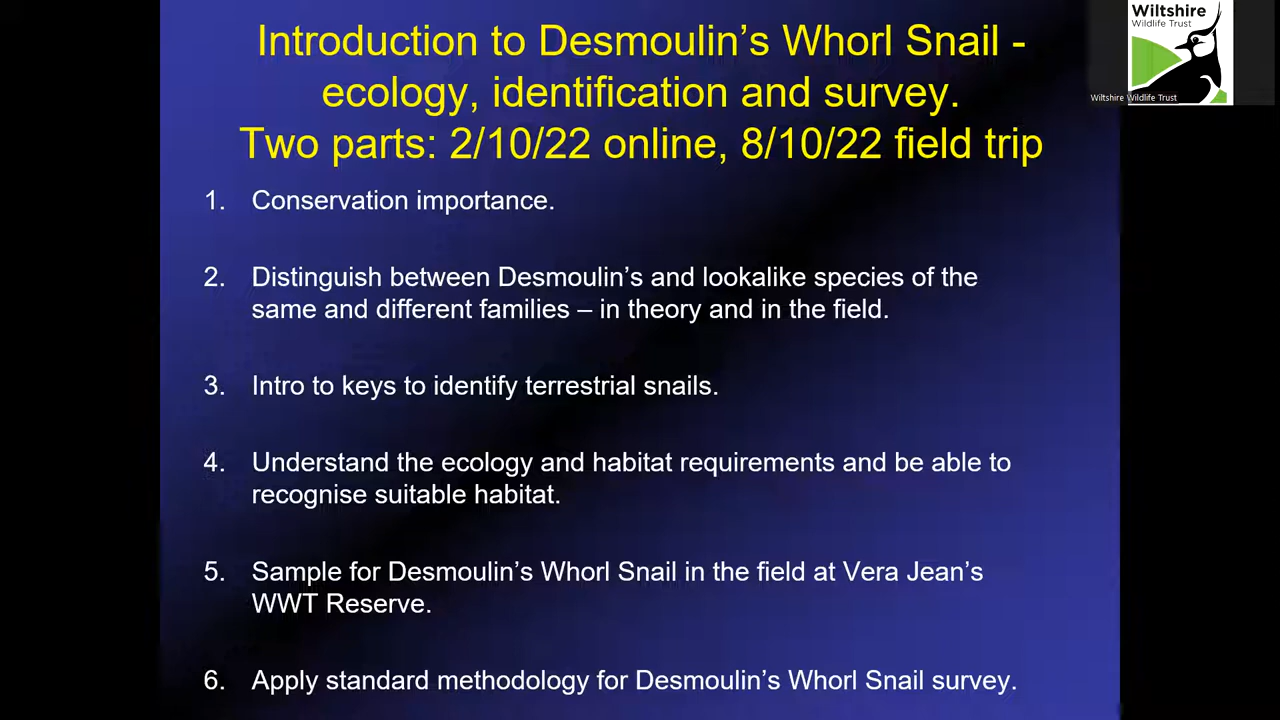 Introduction to Desmoulin’s Whorl Snail -
ecology, identification and survey.
Two parts: 2/10/22 online, 8/10/22 field trip
Wiltshire
Wildlife Trust
Wiltshire Wildlife Trust
1. Conservation importance.
2. Distinguish between Desmoulin’s and lookalike species of the
same and different families – in theory and in the field.
3. Intro to keys to identify terrestrial snails.
4. Understand the ecology and habitat requirements and be able to
recognise suitable habitat.
5. Sample for Desmoulin’s Whorl Snail in the field at Vera Jean’s
WWT Reserve.
6. Apply standard methodology for Desmoulin’s Whorl Snail survey.